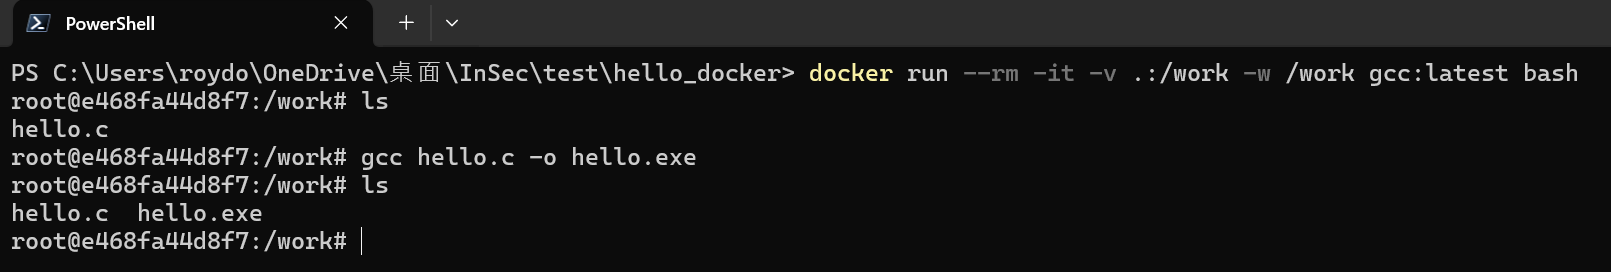 PowerShell
PS C:\Users\roydo\OneDrive\桌面\InSec\test\hello_docker> docker run --rm -it -v .:/work -w /work gcc:latest bash
root@e468fa44d8f7:/work# ls
hello.c
root@e468fa44d8f7:/work# gcc hello.c -o hello.exe
root@e468fa44d8f7:/work# ls
hello.c  hello.exe
root@e468fa44d8f7:/work#